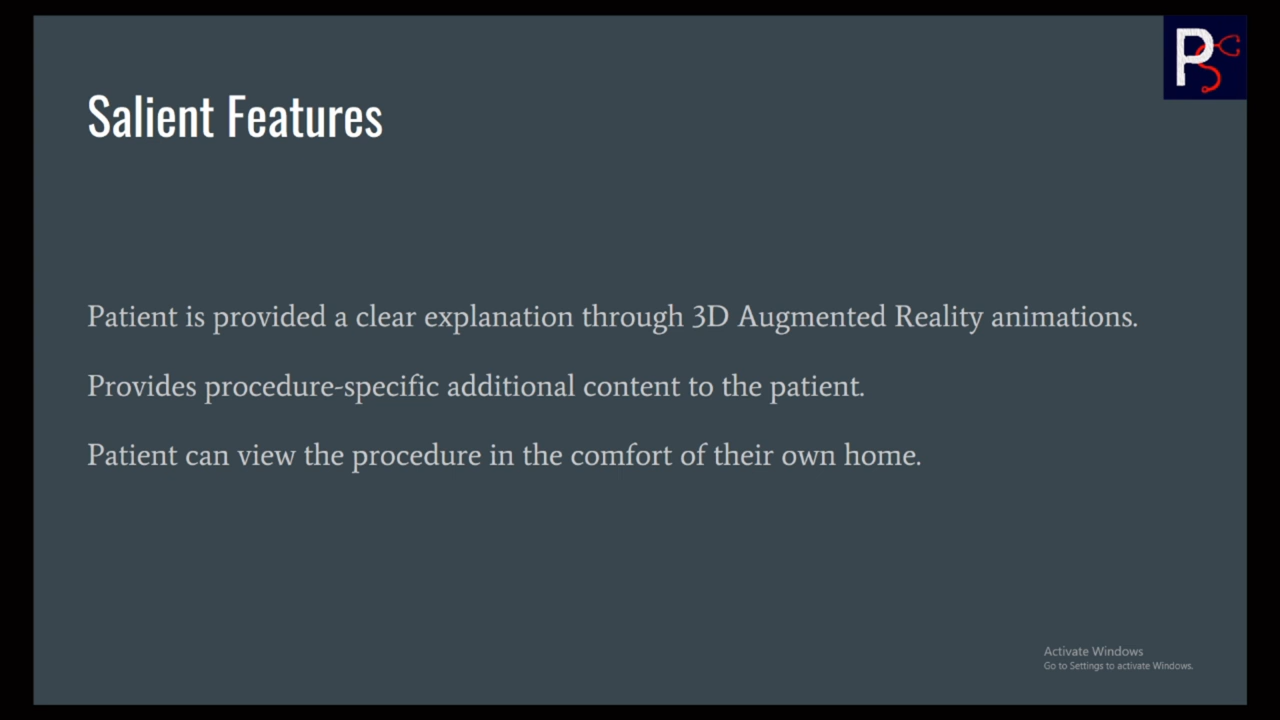 PS
Salient Features
Patient is provided a clear explanation through 3D Augmented Reality animations.
Provides procedure-specific additional content to the patient.
Patient can view the procedure in the comfort of their own home.
Activate Windows
Go to Settings to activate Windows.